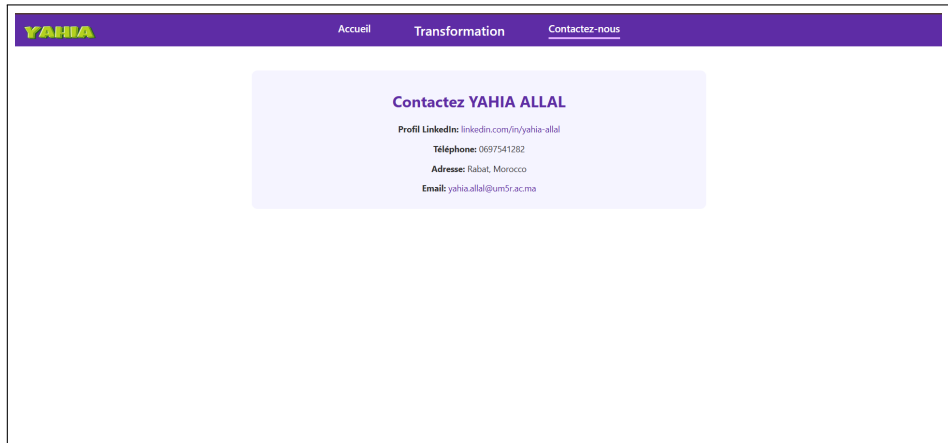 YAHIA
Accueil Transformation Contactez-nous
Contactez YAHIA ALLAL
Profil LinkedIn: linkedin.com/in/yahia-allal
Téléphone: 0697541282
Adresse: Rabat, Morocco
Email: yahia.allal@um5r.ac.ma